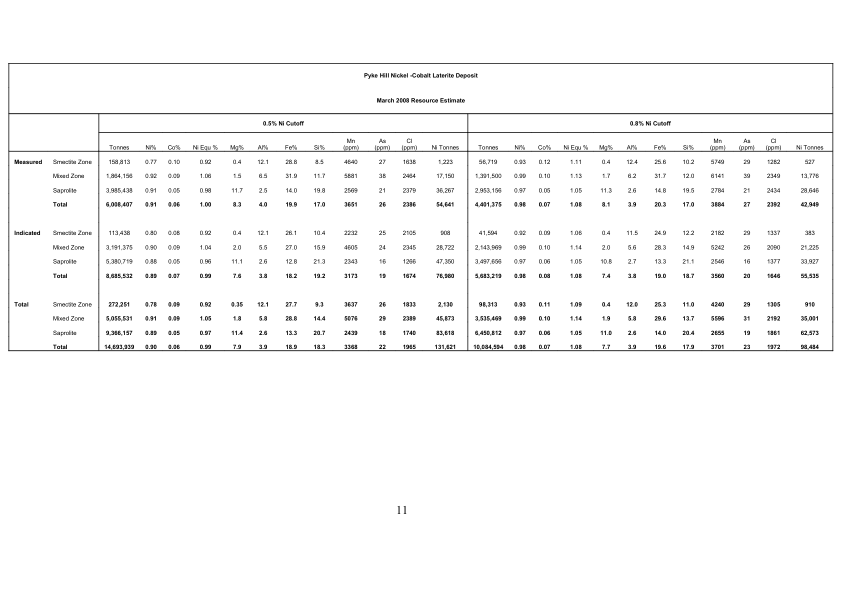 Pyke Hill Nickel -Cobalt Laterite Deposit
March 2008 Resource Estimate
0.5% Ni Cutoff 0.8% Ni Cutoff
Tonnes Ni% Co% Ni Equ % Mg% Al% Fe% Si% Mn (ppm) As (ppm) Cl (ppm) Ni Tonnes Tonnes Ni% Co% Ni Equ % Mg% Al% Fe% Si% Mn (ppm) As (ppm) Cl (ppm) Ni Tonnes
Measured Smectite Zone 158,813 0.77 0.10 0.92 0.4 12.1 28.8 8.5 4640 27 1638 1,223 56,719 0.93 0.12 1.11 0.4 12.4 25.6 10.2 5749 29 1282 527
Mixed Zone 1,864,156 0.92 0.09 1.06 1.5 6.5 31.9 11.7 5881 38 2464 17,150 1,391,500 0.99 0.10 1.13 1.7 6.2 31.7 12.0 6141 39 2349 13,776
Saprolite 3,985,438 0.91 0.05 0.98 11.7 2.5 14.0 19.8 2569 21 2379 36,267 2,953,156 0.97 0.05 1.05 11.3 2.6 14.8 19.5 2784 21 2434 28,646
Total 6,008,407 0.91 0.06 1.00 8.3 4.0 19.9 17.0 3651 26 2386 54,641 4,401,375 0.98 0.07 1.08 8.1 3.9 20.3 17.0 3884 27 2392 42,949
Indicated Smectite Zone 113,438 0.80 0.08 0.92 0.4 12.1 26.1 10.4 2232 25 2105 908 41,594 0.92 0.09 1.06 0.4 11.5 24.9 12.2 2182 29 1337 383
Mixed Zone 3,191,375 0.90 0.09 1.04 2.0 5.5 27.0 15.9 4605 24 2345 28,722 2,143,969 0.99 0.10 1.14 2.0 5.6 28.3 14.9 5242 26 2090 21,225
Saprolite 5,380,719 0.88 0.05 0.96 11.1 2.6 12.8 21.3 2343 16 1266 47,350 3,497,656 0.97 0.06 1.05 10.8 2.7 13.3 21.1 2546 16 1377 33,927
Total 8,685,532 0.89 0.07 0.99 7.6 3.8 18.2 19.2 3173 19 1674 76,980 5,683,219 0.98 0.08 1.08 7.4 3.8 19.0 18.7 3560 20 1646 55,535
Total Smectite Zone 272,251 0.78 0.09 0.92 0.35 12.1 27.7 9.3 3637 26 1833 2,130 98,313 0.93 0.11 1.09 0.4 12.0 25.3 11.0 4240 29 1305 910
Mixed Zone 5,055,531 0.91 0.09 1.05 1.8 5.8 28.8 14.4 5076 29 2389 45,873 3,535,469 0.99 0.10 1.14 1.9 5.8 29.6 13.7 5596 31 2192 35,001
Saprolite 9,366,157 0.89 0.05 0.97 11.4 2.6 13.3 20.7 2439 18 1740 83,618 6,450,812 0.97 0.06 1.05 11.0 2.6 14.0 20.4 2655 19 1861 62,573
Total 14,693,939 0.90 0.06 0.99 7.9 3.9 18.9 18.3 3368 22 1965 131,621 10,084,594 0.98 0.07 1.08 7.7 3.9 19.6 17.9 3701 23 1972 98,484
11